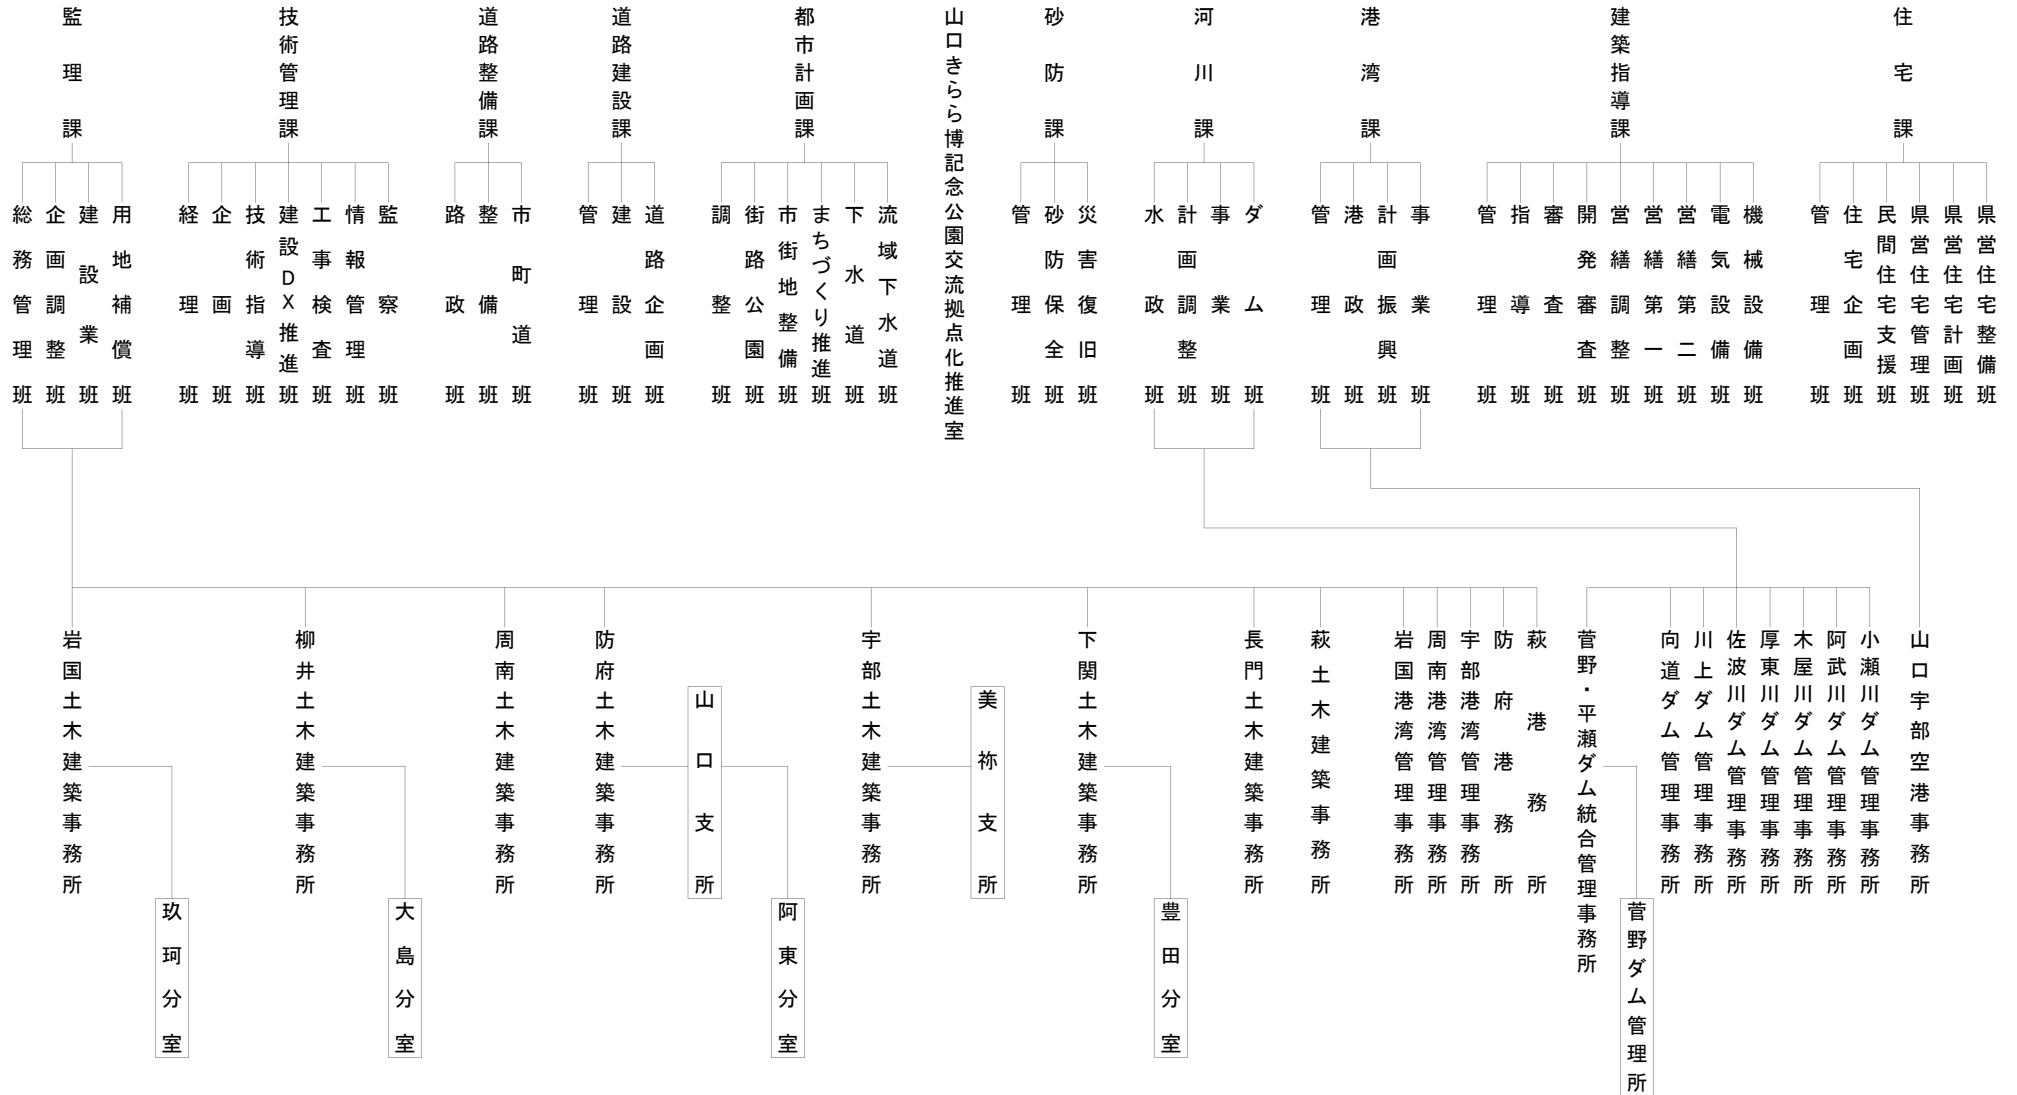 監理課
技術管理課
道路整備課
道路建設課
都市計画課
山口きらら博記念公園交流拠点化推進室
砂防課
河川課
港湾課
建築指導課
住宅課
総務管理班
企画調整班
建設業班
用地補償班
経理班
企画班
技術指導班
建設DX推進班
工事検査班
情報管理班
監察班
路政班
整備班
市町道班
管理班
建設班
道路企画班
調整班
街路公園班
市街地整備班
まちづくり推進班
下水道班
流域下水道班
管理班
砂防保全班
災害復旧班
水政班
計画調整班
事業班
ダム班
管理班
港政班
計画振興班
事業班
管理班
指導班
審査班
開発審査班
営繕調整班
営繕第一班
営繕第二班
電気設備班
機械設備班
管理班
住宅企画班
民間住宅支援班
県営住宅管理班
県営住宅計画班
県営住宅整備班
岩国土木建築事務所
玖珂分室
柳井土木建築事務所
大島分室
周南土木建築事務所
防府土木建築事務所
山口支所
阿東分室
宇部土木建築事務所
美祢支所
下関土木建築事務所
豊田分室
長門土木建築事務所
萩土木建築事務所
岩国港湾管理事務所
周南港湾管理事務所
宇部港湾管理事務所
防府港務所
萩港務所
菅野・平瀬ダム統合管理事務所
菅野ダム管理所
向道ダム管理事務所
川上ダム管理事務所
佐波川ダム管理事務所
厚東川ダム管理事務所
木屋川ダム管理事務所
阿武川ダム管理事務所
小瀬川ダム管理事務所
山口宇部空港事務所